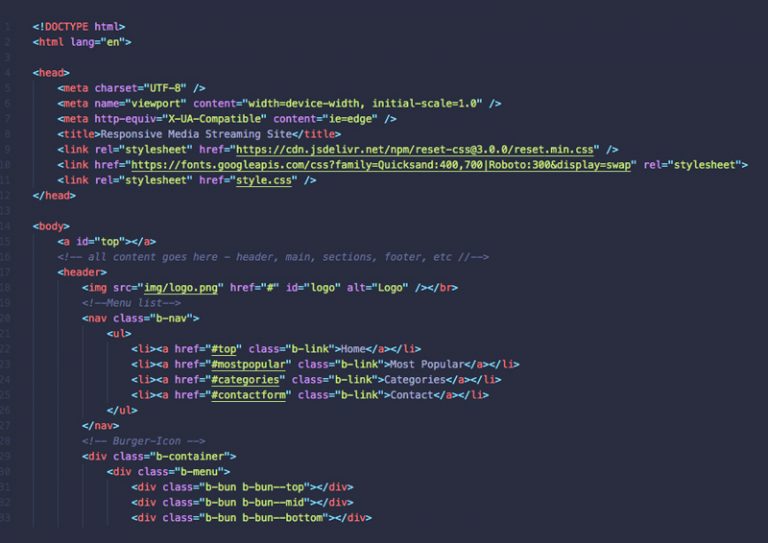 1 <!DOCTYPE html>
2 <html lang="en">
3
4 <head>
5 <meta charset="UTF-8" />
6 <meta name="viewport" content="width=device-width, initial-scale=1.0" />
7 <meta http-equiv="X-UA-Compatible" content="ie=edge" />
8 <title>Responsive Media Streaming Site</title>
9 <link rel="stylesheet" href="https://cdn.jsdelivr.net/npm/reset-css@3.0.0/reset.min.css" />
10 <link href="https://fonts.googleapis.com/css?family=Quicksand:400,700|Roboto:300&display=swap" rel="stylesheet">
11 <link rel="stylesheet" href="style.css" />
12 </head>
13
14 <body>
15 <a id="top"></a>
16 <!-- all content goes here - header, main, sections, footer, etc //-->
17 <header>
18 <img src="img/logo.png" href="#" id="logo" alt="Logo" /></br>
19 <!--Menu list-->
20 <nav class="b-nav">
21 <ul>
22 <li><a href="#top" class="b-link">Home</a></li>
23 <li><a href="#mostpopular" class="b-link">Most Popular</a></li>
24 <li><a href="#categories" class="b-link">Categories</a></li>
25 <li><a href="#contactform" class="b-link">Contact</a></li>
26 </ul>
27 </nav>
28 <!-- Burger-Icon -->
29 <div class="b-container">
30 <div class="b-menu">
31 <div class="b-bun b-bun--top"></div>
32 <div class="b-bun b-bun--mid"></div>
33 <div class="b-bun b-bun--bottom"></div>